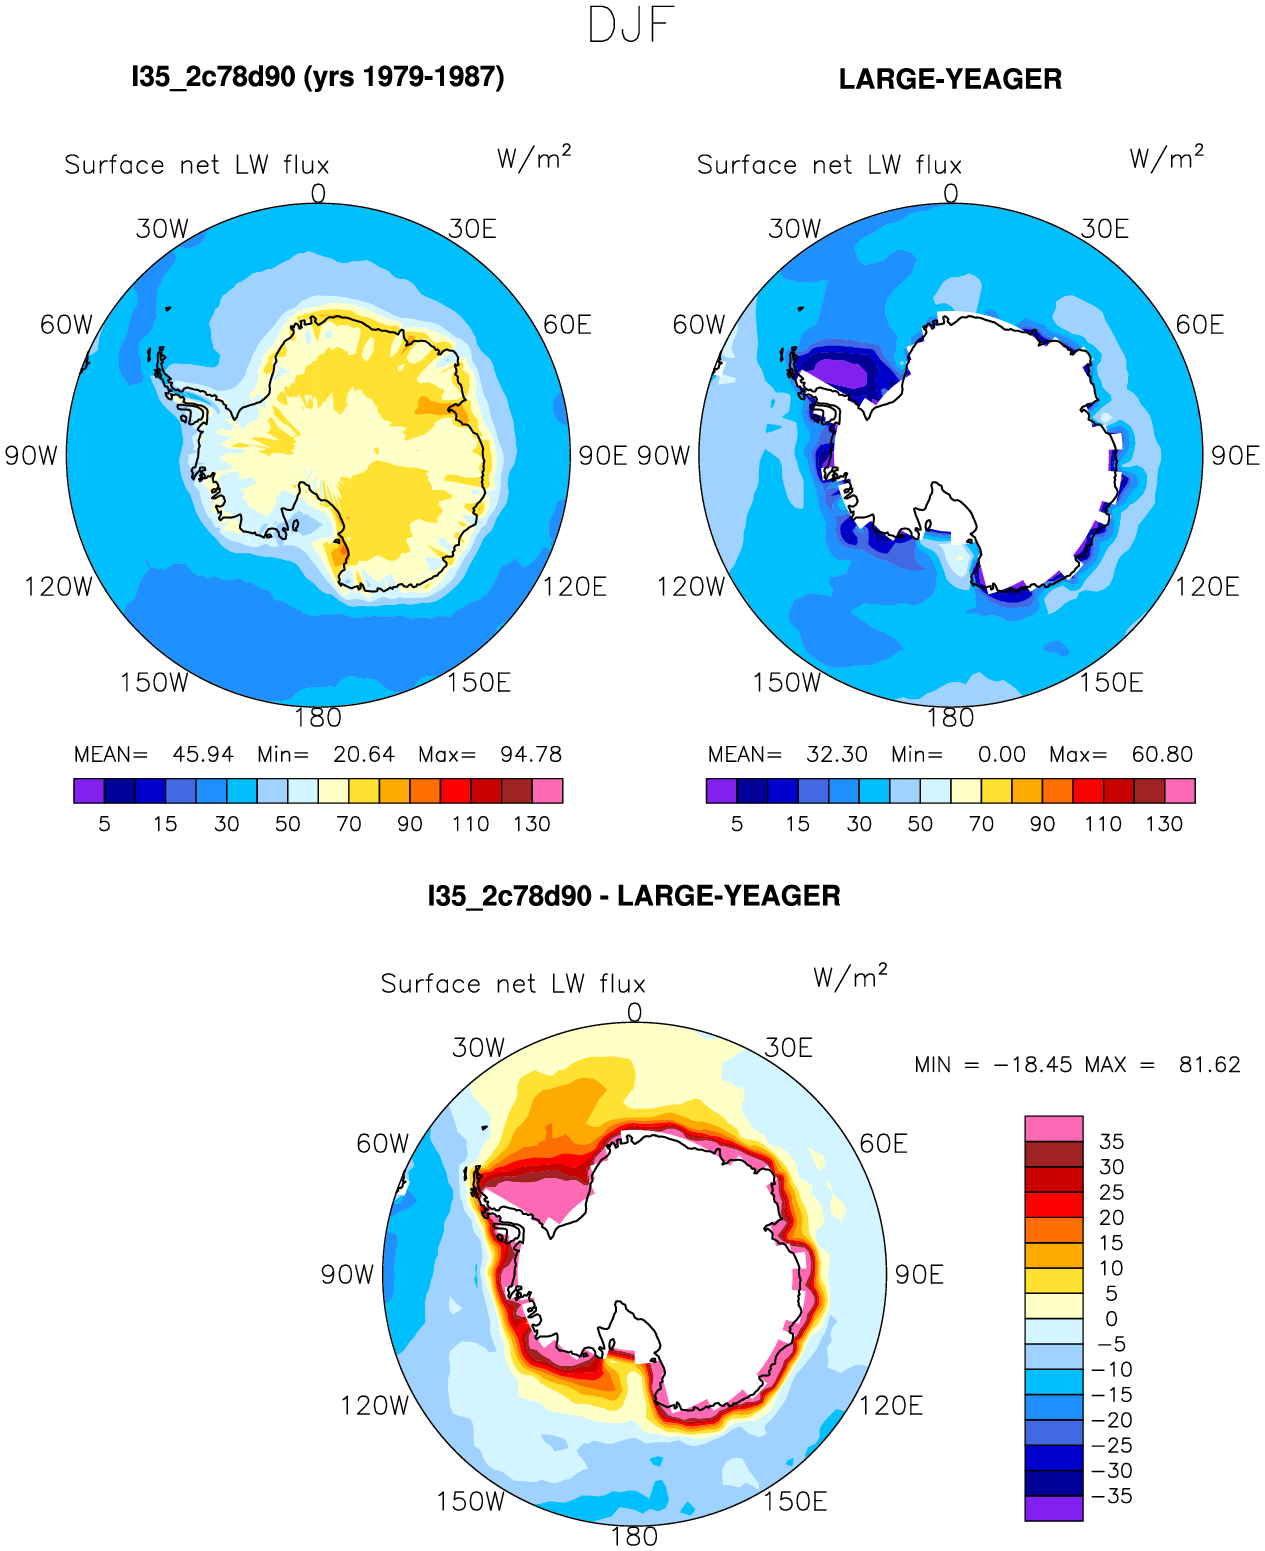 DJF
I35_2c78d90 (yrs 1979-1987)
LARGE-YEAGER
Surface net LW flux W/m²
Surface net LW flux W/m²
0
30W 30E
60W 60E
90W 90E
120W 120E
150W 150E
180
0
30W 30E
60W 60E
90W 90E
120W 120E
150W 150E
180
MEAN= 45.94 Min= 20.64 Max= 94.78
5 15 30 50 70 90 110 130
MEAN= 32.30 Min= 0.00 Max= 60.80
5 15 30 50 70 90 110 130
I35_2c78d90 - LARGE-YEAGER
Surface net LW flux W/m²
0
30W 30E
60W 60E
90W 90E
120W 120E
150W 150E
180
MIN = -18.45 MAX = 81.62
35
30
25
20
15
10
5
0
-5
-10
-15
-20
-25
-30
-35